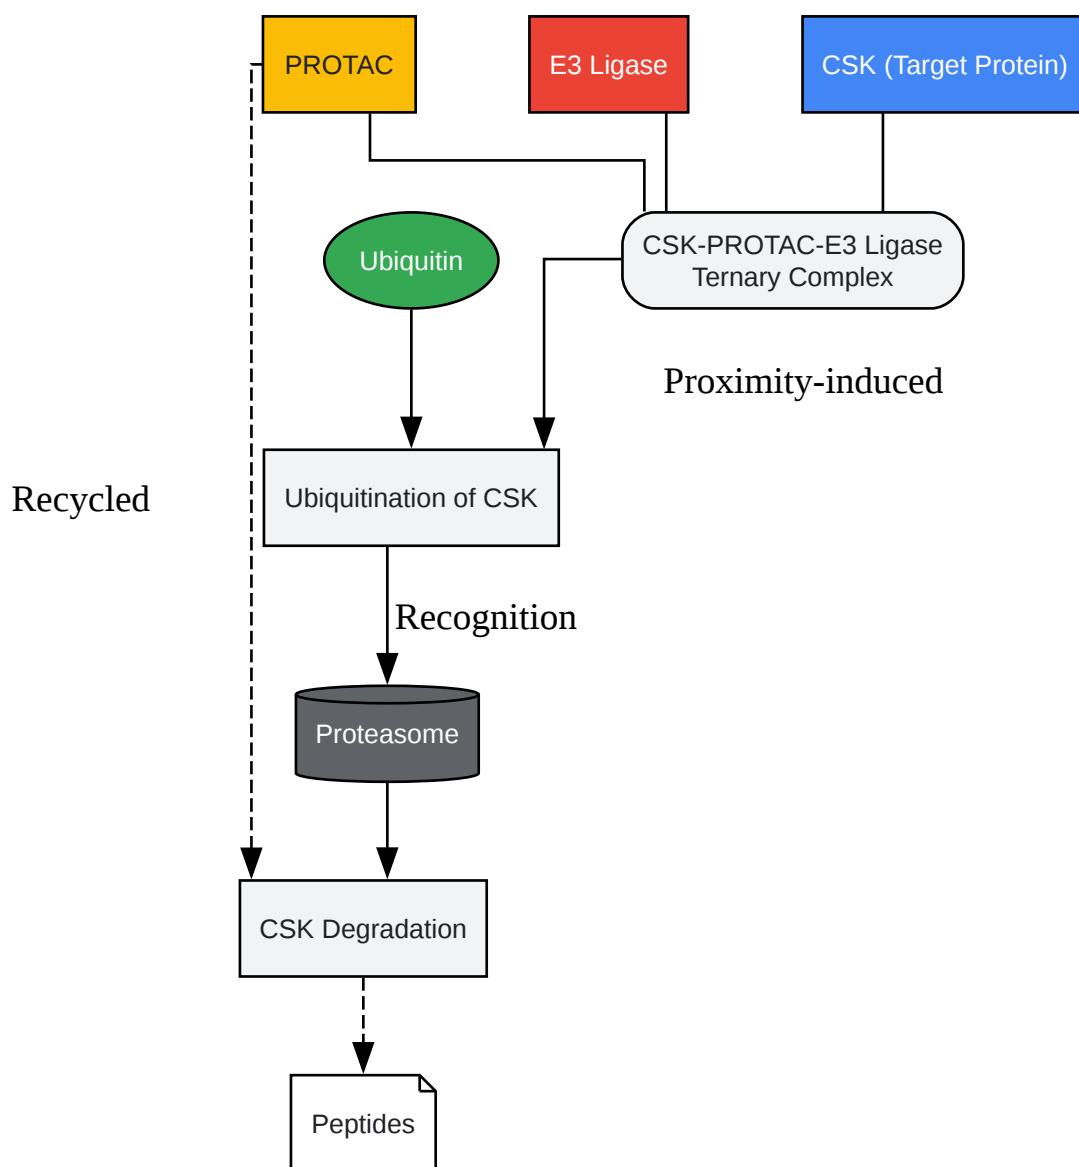 PROTAC
E3 Ligase
CSK (Target Protein)
Ubiquitin
CSK-PROTAC-E3 Ligase
Ternary Complex
Proximity-induced
Recycled
Ubiquitination of CSK
Recognition
Proteasome
CSK Degradation
Peptides